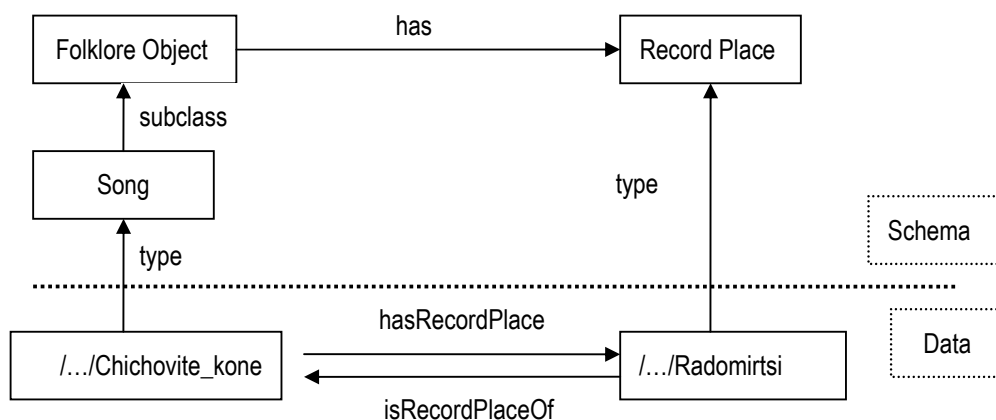 has
Folklore Object
Record Place
subclass
Song
type
Schema
type
hasRecordPlace
Data
/…/Chichovite_kone
/…/Radomirtsi
isRecordPlaceOf